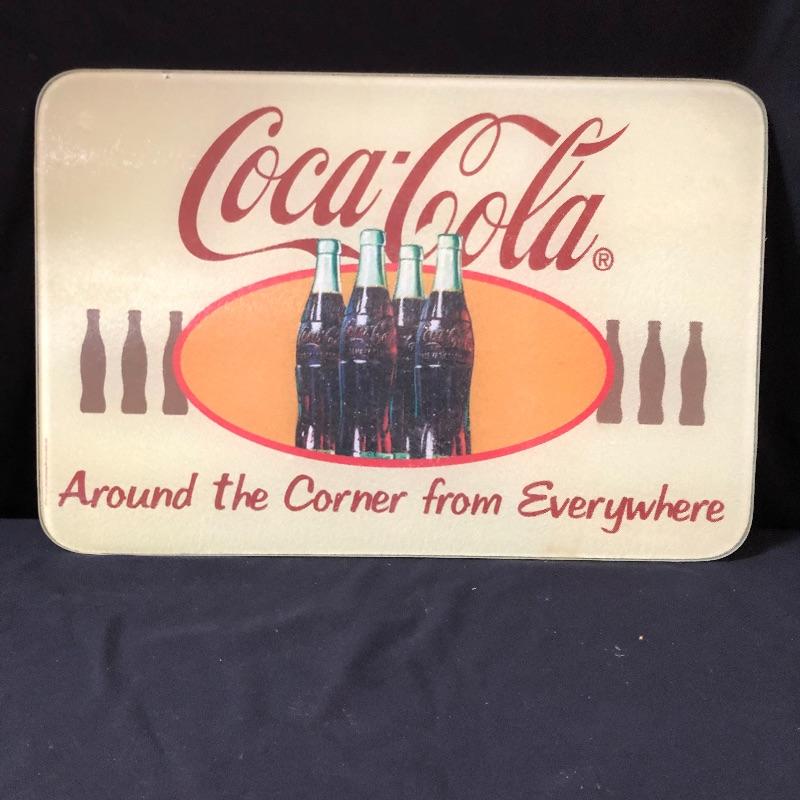 Coca-Cola®
Around the Corner from Everywhere